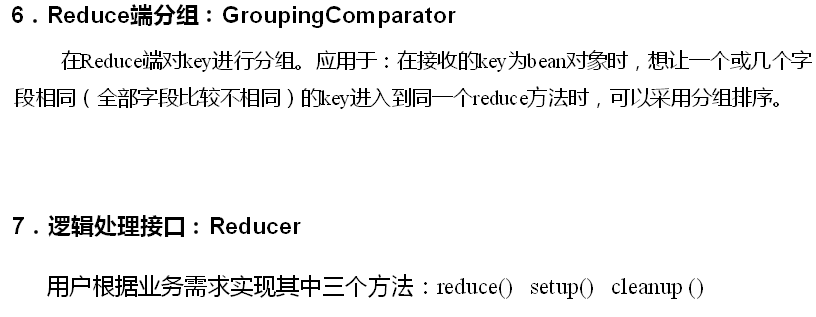 6．Reduce端分组：GroupingComparator
在Reduce端对key进行分组。应用于：在接收的key为bean对象时，想让一个或几个字
段相同（全部字段比较不相同）的key进入到同一个reduce方法时，可以采用分组排序。
7．逻辑处理接口：Reducer
用户根据业务需求实现其中三个方法：reduce() setup() cleanup ()